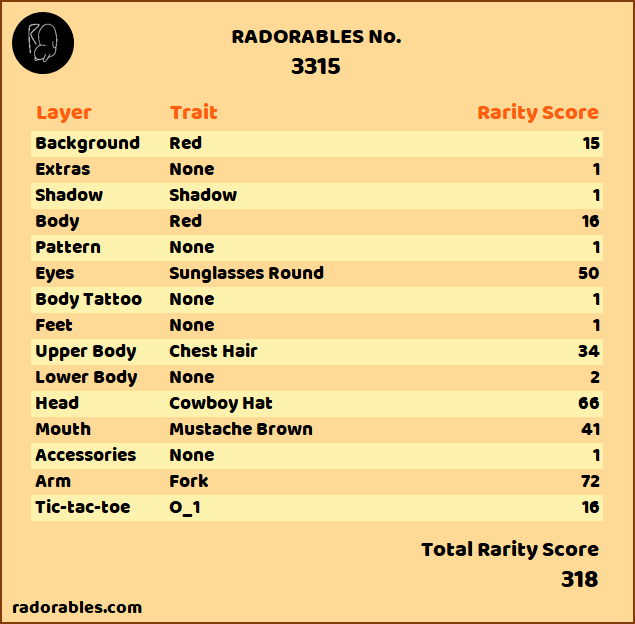 RADORABLES No.
3315
Layer Trait Rarity Score
Background Red 15
Extras None 1
Shadow Shadow 1
Body Red 16
Pattern None 1
Eyes Sunglasses Round 50
Body Tattoo None 1
Feet None 1
Upper Body Chest Hair 34
Lower Body None 2
Head Cowboy Hat 66
Mouth Mustache Brown 41
Accessories None 1
Arm Fork 72
Tic-tac-toe O_1 16
Total Rarity Score
318
radorables.com